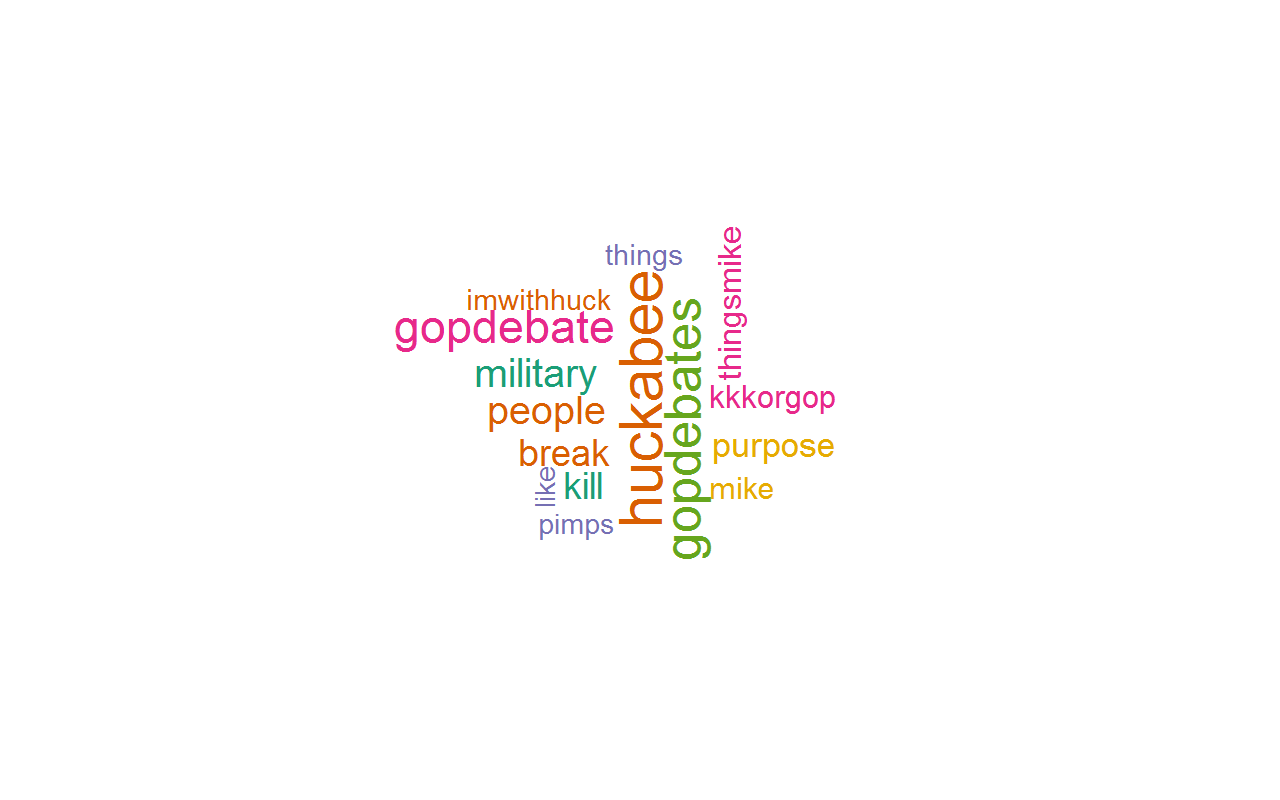 things
thingsmike
imwithhuck
gopdebate
huckabee
gopdebates
military
people
kkkorgop
break
purpose
like
kill
mike
pimps